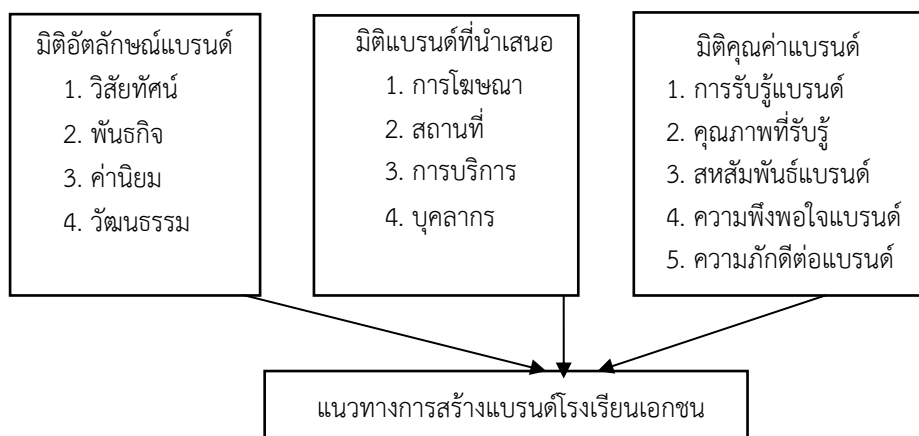 มิติอัตลักษณ์แบรนด์
1. วิสัยทัศน์
2. พันธกิจ
3. ค่านิยม
4. วัฒนธรรม
มิติแบรนด์ที่นำเสนอ
1. การโฆษณา
2. สถานที่
3. การบริการ
4. บุคลากร
มิติคุณค่าแบรนด์
1. การรับรู้แบรนด์
2. คุณภาพที่รับรู้
3. สหสัมพันธ์แบรนด์
4. ความพึงพอใจแบรนด์
5. ความภักดีต่อแบรนด์
แนวทางการสร้างแบรนด์โรงเรียนเอกชน